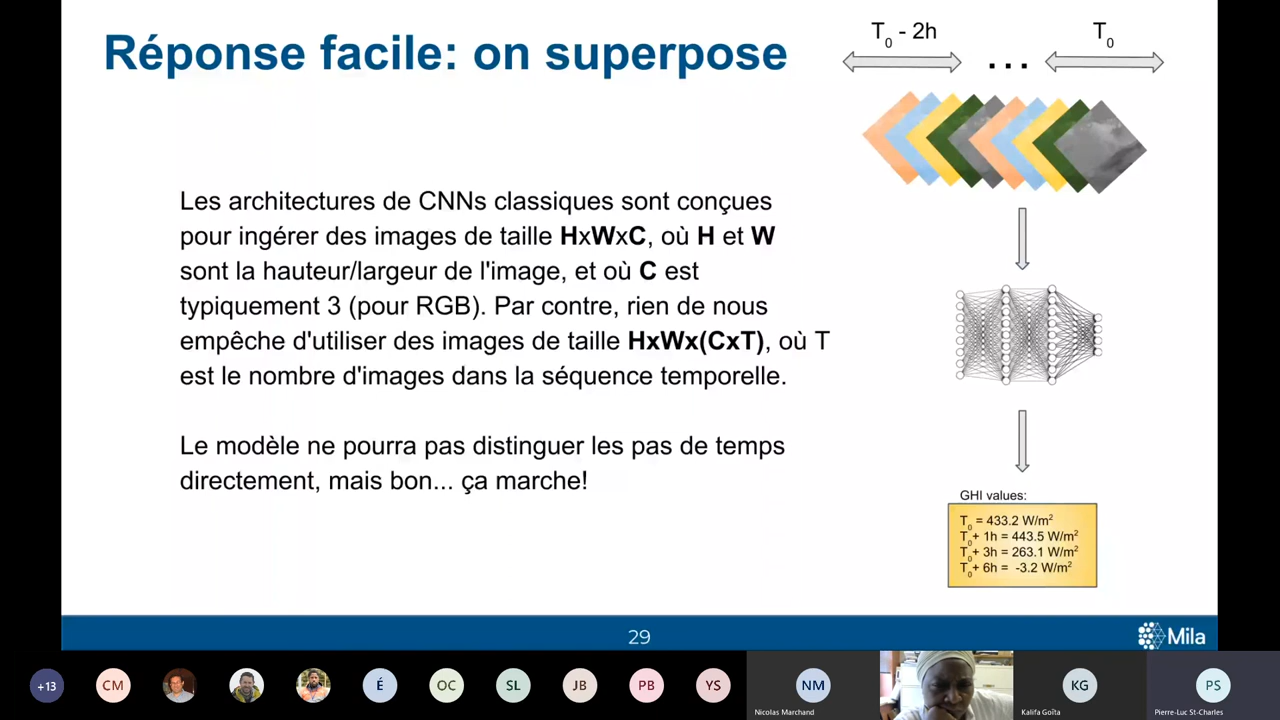 Réponse facile: on superpose
T0 - 2h
...
T0
Les architectures de CNNs classiques sont conçues
pour ingérer des images de taille HxWxC, où H et W
sont la hauteur/largeur de l'image, et où C est
typiquement 3 (pour RGB). Par contre, rien de nous
empêche d'utiliser des images de taille HxWx(CxT), où T
est le nombre d'images dans la séquence temporelle.
Le modèle ne pourra pas distinguer les pas de temps
directement, mais bon... ça marche!
GHI values:
T0 = 433.2 W/m²
T0+ 1h = 443.5 W/m²
T0+ 3h = 263.1 W/m²
T0+ 6h = -3.2 W/m²
29
Mila
+13
CM
É
OC
SL
JB
PB
YS
NM
KG
PS
Nicolas Marchand
Kalifa Goïta
Pierre-Luc St-Charles